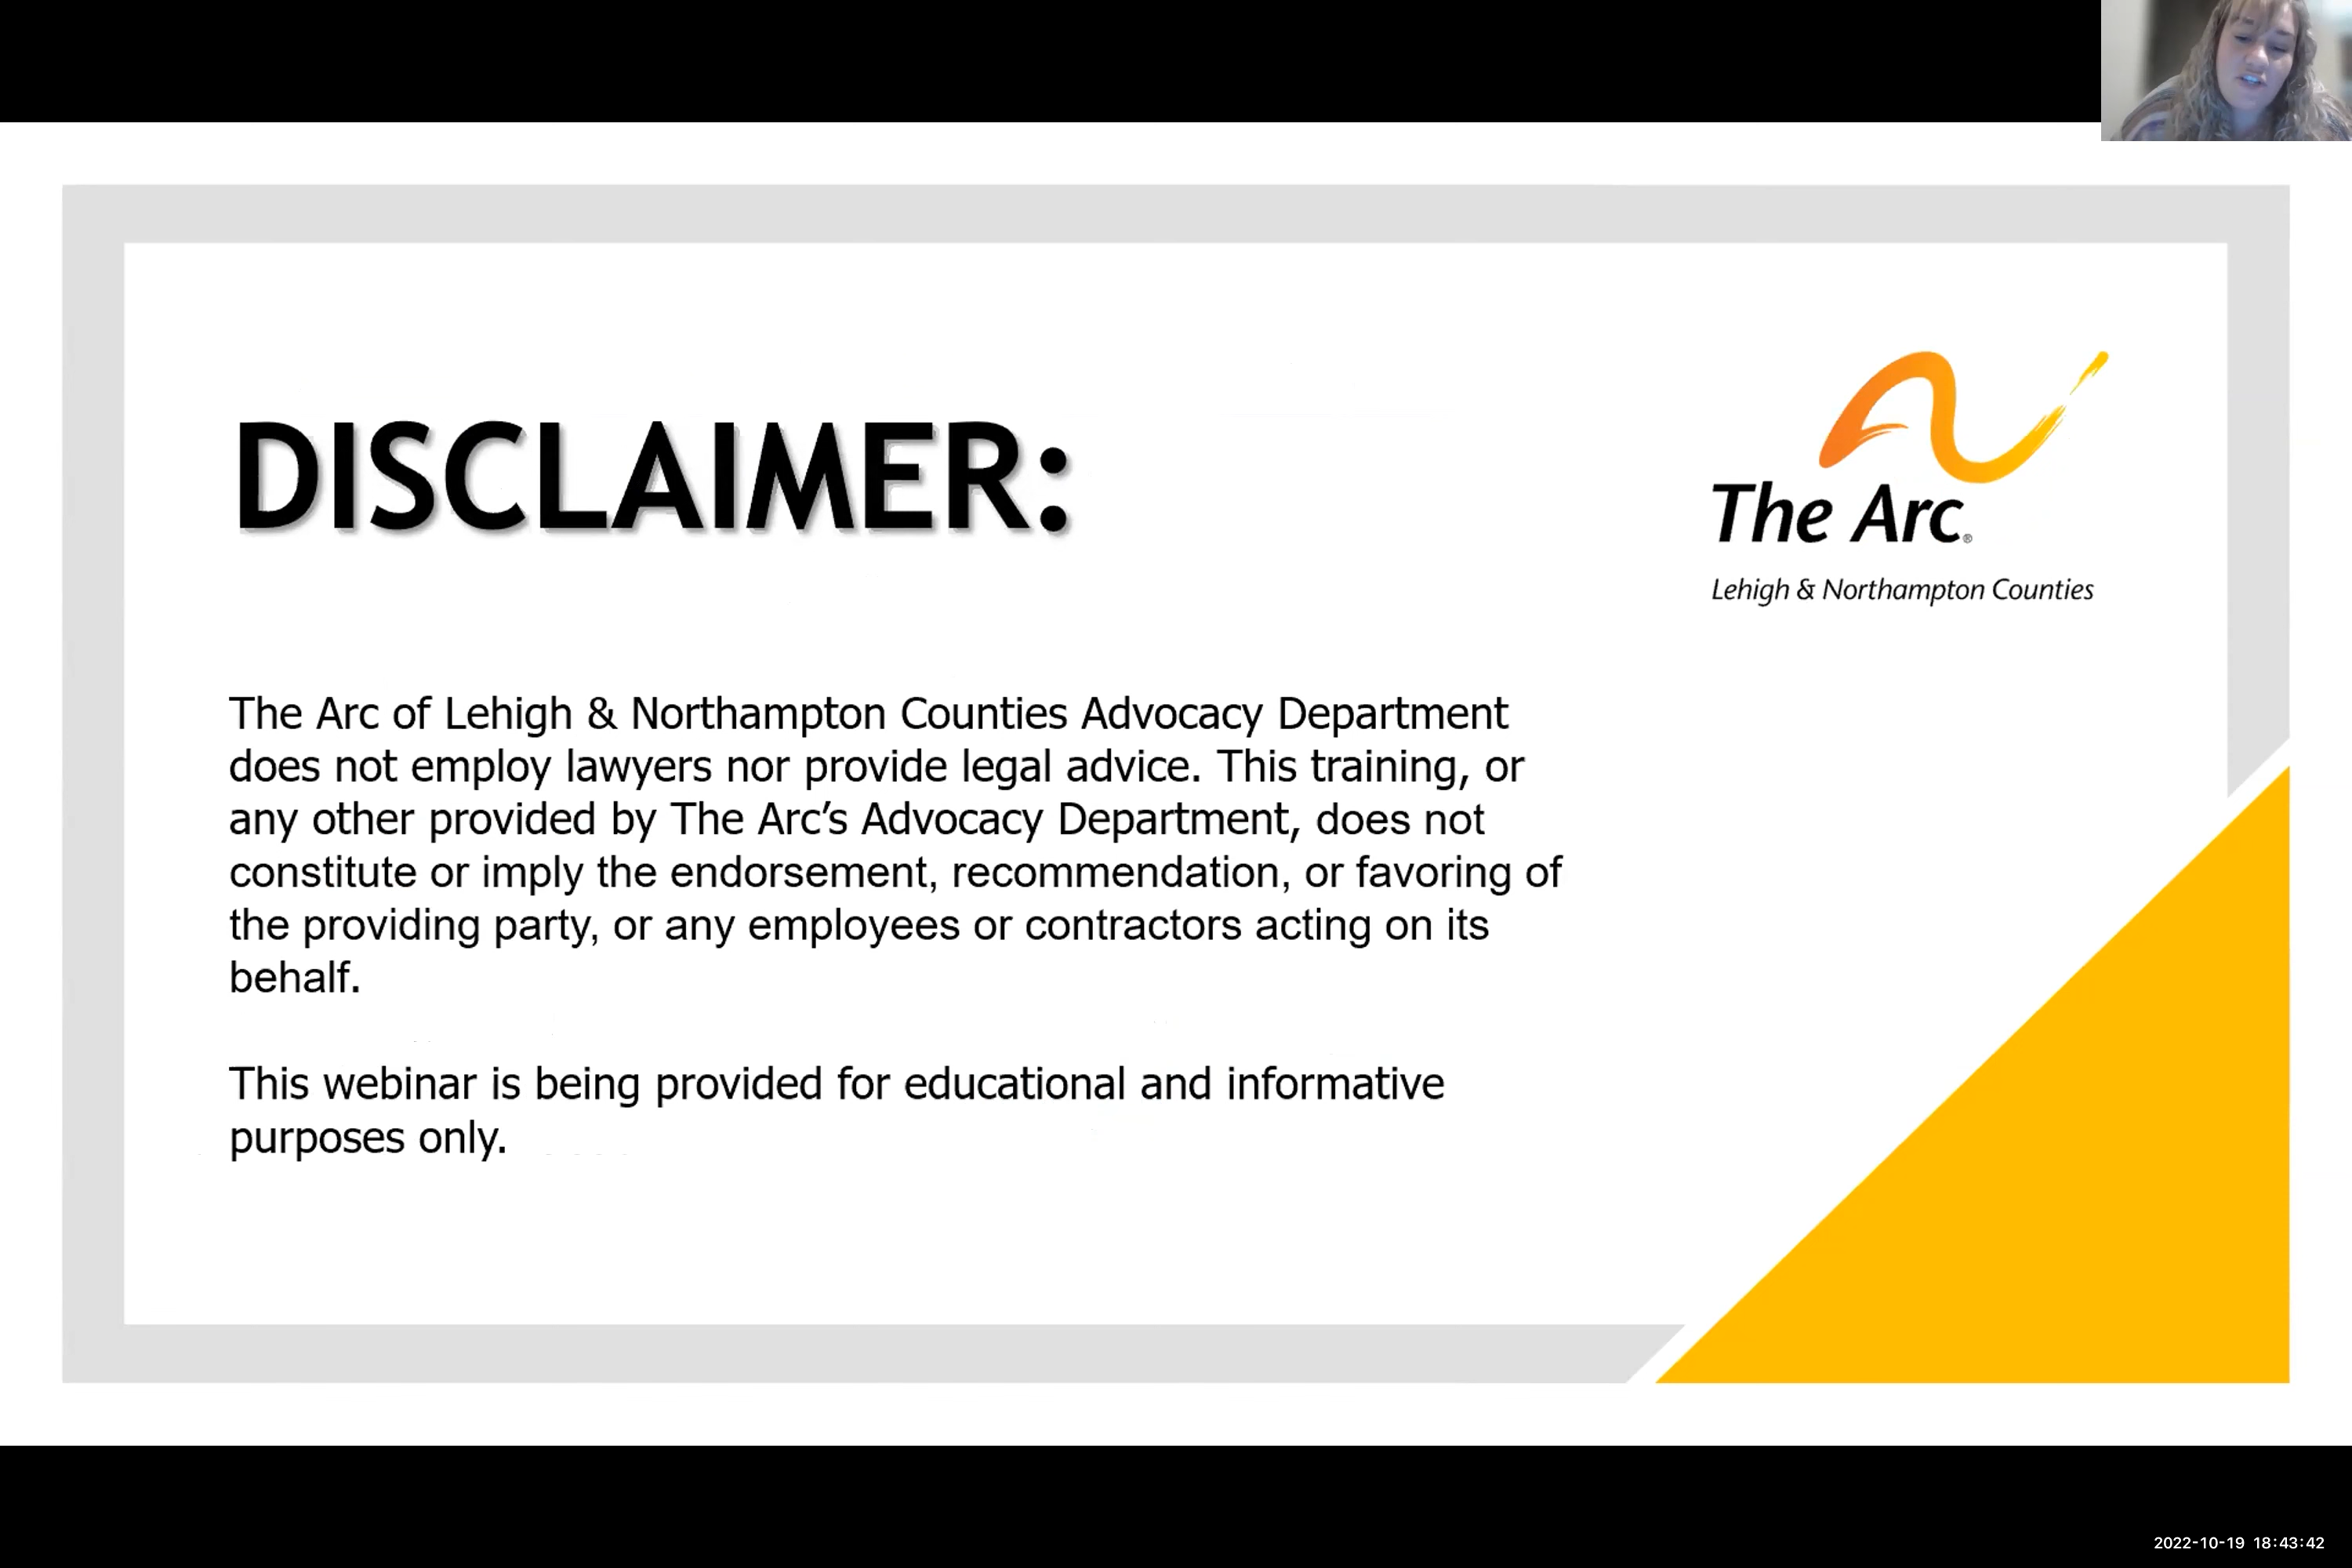 DISCLAIMER:
The Arc®
Lehigh & Northampton Counties
The Arc of Lehigh & Northampton Counties Advocacy Department
does not employ lawyers nor provide legal advice. This training, or
any other provided by The Arc’s Advocacy Department, does not
constitute or imply the endorsement, recommendation, or favoring of
the providing party, or any employees or contractors acting on its
behalf.
This webinar is being provided for educational and informative
purposes only.
2022-10-19 18:43:42